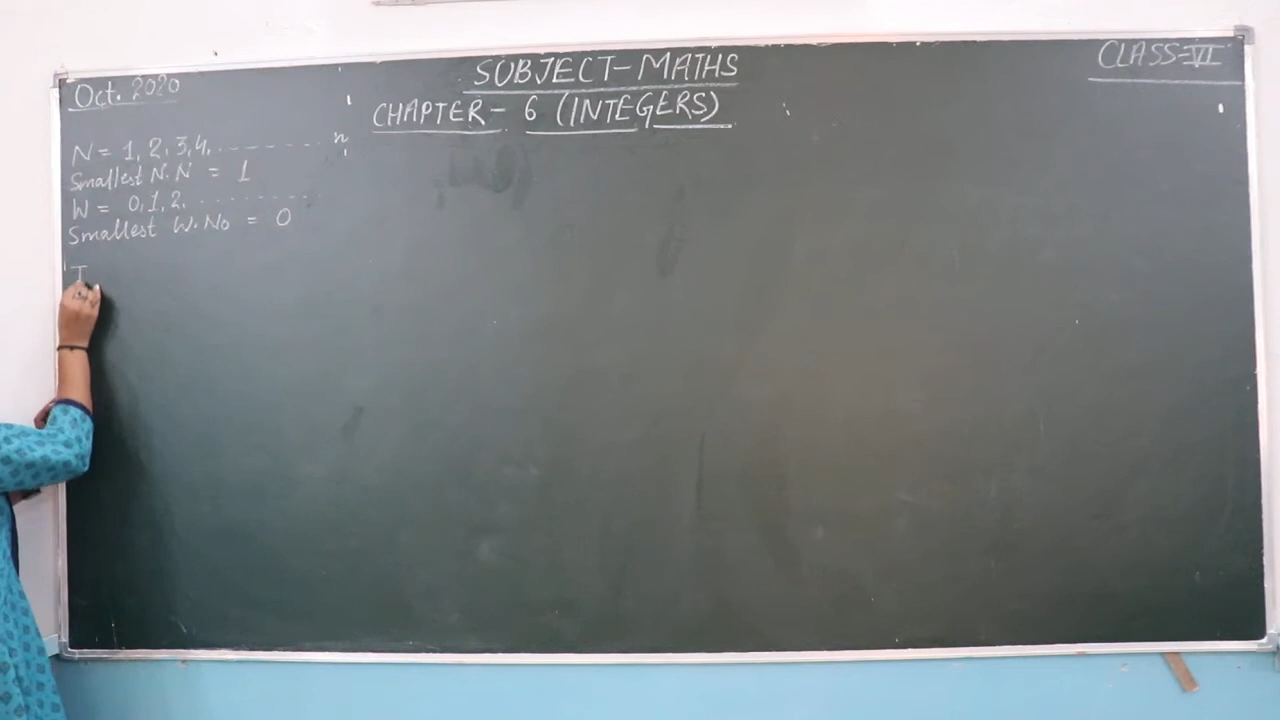 Oct. 2020
SUBJECT-MATHS
CLASS-VI
CHAPTER- 6 (INTEGERS)
N = 1, 2, 3, 4, ........ n
Smallest N.N = 1
W = 0, 1, 2, ........
Smallest W.No = 0
I